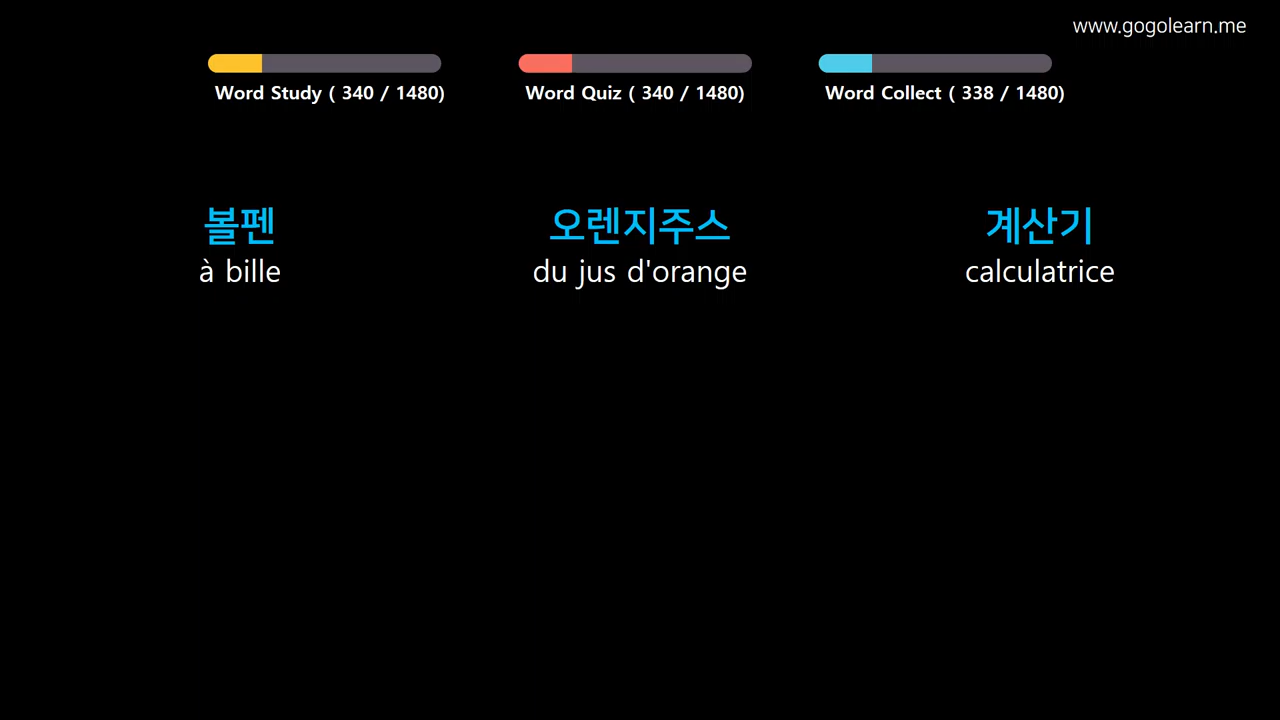 www.gogolearn.me
Word Study ( 340 / 1480)
Word Quiz ( 340 / 1480)
Word Collect ( 338 / 1480)
볼펜
à bille
오렌지주스
du jus d'orange
계산기
calculatrice